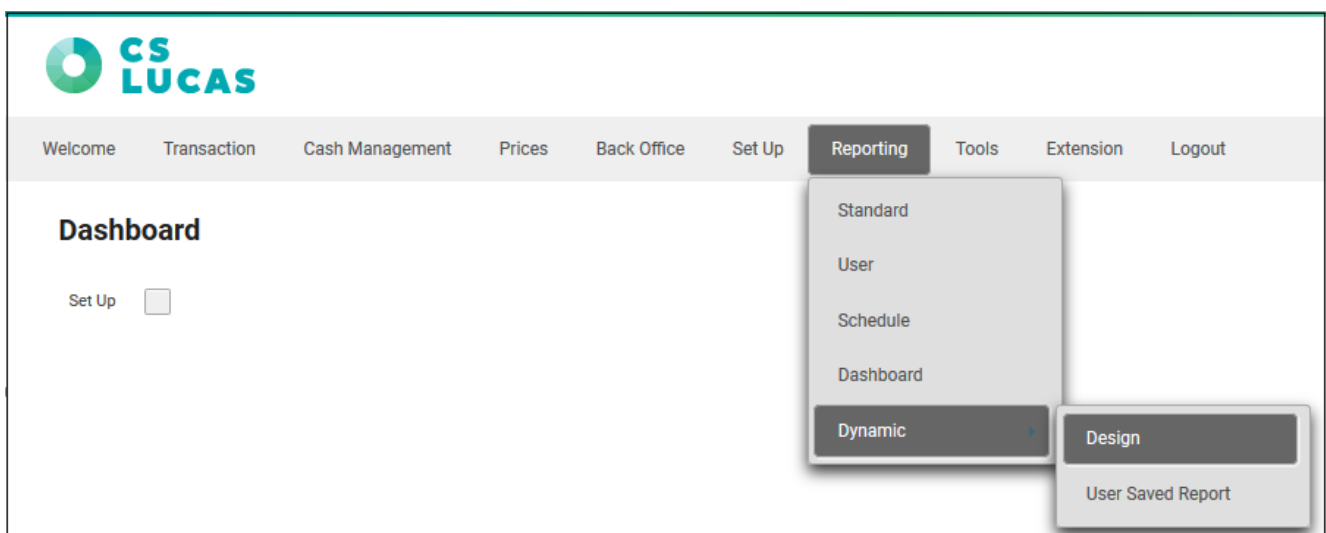 CS
LUCAS
Welcome Transaction Cash Management Prices Back Office Set Up Reporting Tools Extension Logout
Dashboard
Set Up
Standard
User
Schedule
Dashboard
Dynamic
Design
User Saved Report